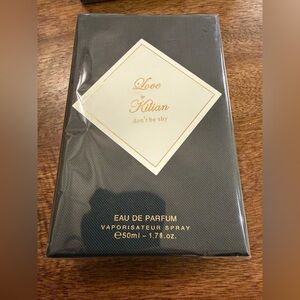 Love
by
Kilian
don't be shy
EAU DE PARFUM
VAPORISATEUR SPRAY
℮50ml – 1.7fl.oz.